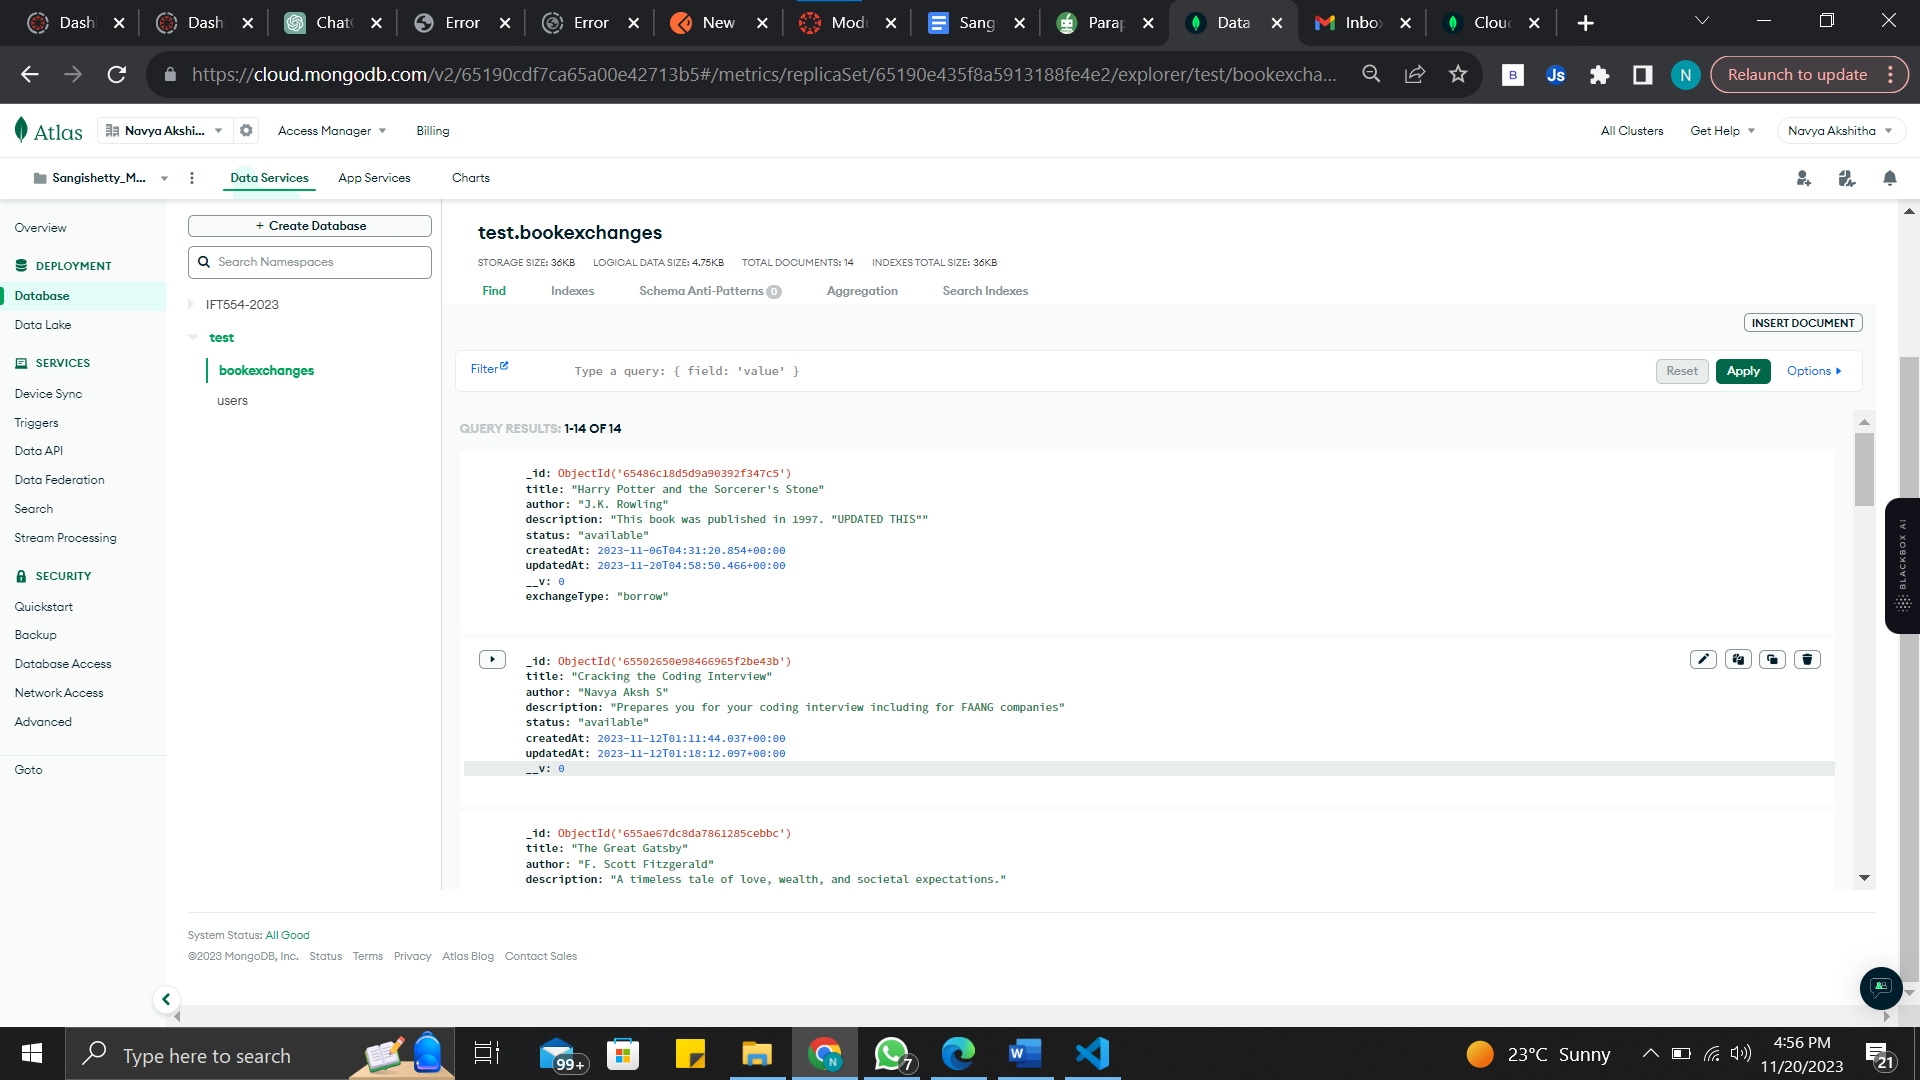 Dash
Dash
Chat
Error
Error
New
Mod
Sang
Parap
Data
Inbo
Clou
https://cloud.mongodb.com/v2/65190cdf7ca65a00e42713b5#/metrics/replicaSet/65190e435f8a5913188fe4e2/explorer/test/bookexcha...
B
JS
N
Relaunch to update
Atlas
Navya Akshi...
Access Manager
Billing
All Clusters
Get Help
Navya Akshitha
Sangishetty_M...
Data Services
App Services
Charts
Overview
DEPLOYMENT
Database
Data Lake
SERVICES
Device Sync
Triggers
Data API
Data Federation
Search
Stream Processing
SECURITY
Quickstart
Backup
Database Access
Network Access
Advanced
Goto
+ Create Database
Search Namespaces
IFT554-2023
test
bookexchanges
users
test.bookexchanges
STORAGE SIZE: 36KB LOGICAL DATA SIZE: 4.75KB TOTAL DOCUMENTS: 14 INDEXES TOTAL SIZE: 36KB
Find Indexes Schema Anti-Patterns 0 Aggregation Search Indexes
INSERT DOCUMENT
Filter
Type a query: { field: 'value' }
Reset
Apply
Options
QUERY RESULTS: 1-14 OF 14
_id: ObjectId('65486c18d5d9a90392f347c5')
title: "Harry Potter and the Sorcerer's Stone"
author: "J.K. Rowling"
description: "This book was published in 1997. "UPDATED THIS""
status: "available"
createdAt: 2023-11-06T04:31:20.854+00:00
updatedAt: 2023-11-20T04:58:50.466+00:00
__v: 0
exchangeType: "borrow"
_id: ObjectId('65502650e98466965f2be43b')
title: "Cracking the Coding Interview"
author: "Navya Aksh S"
description: "Prepares you for your coding interview including for FAANG companies"
status: "available"
createdAt: 2023-11-12T01:11:44.037+00:00
updatedAt: 2023-11-12T01:18:12.097+00:00
__v: 0
_id: ObjectId('655ae67dc8da7861285cebbc')
title: "The Great Gatsby"
author: "F. Scott Fitzgerald"
description: "A timeless tale of love, wealth, and societal expectations."
BLACKBOX AI
System Status: All Good
©2023 MongoDB, Inc. Status Terms Privacy Atlas Blog Contact Sales
Type here to search
99+
N
7
W
23°C Sunny
4:56 PM
11/20/2023
21